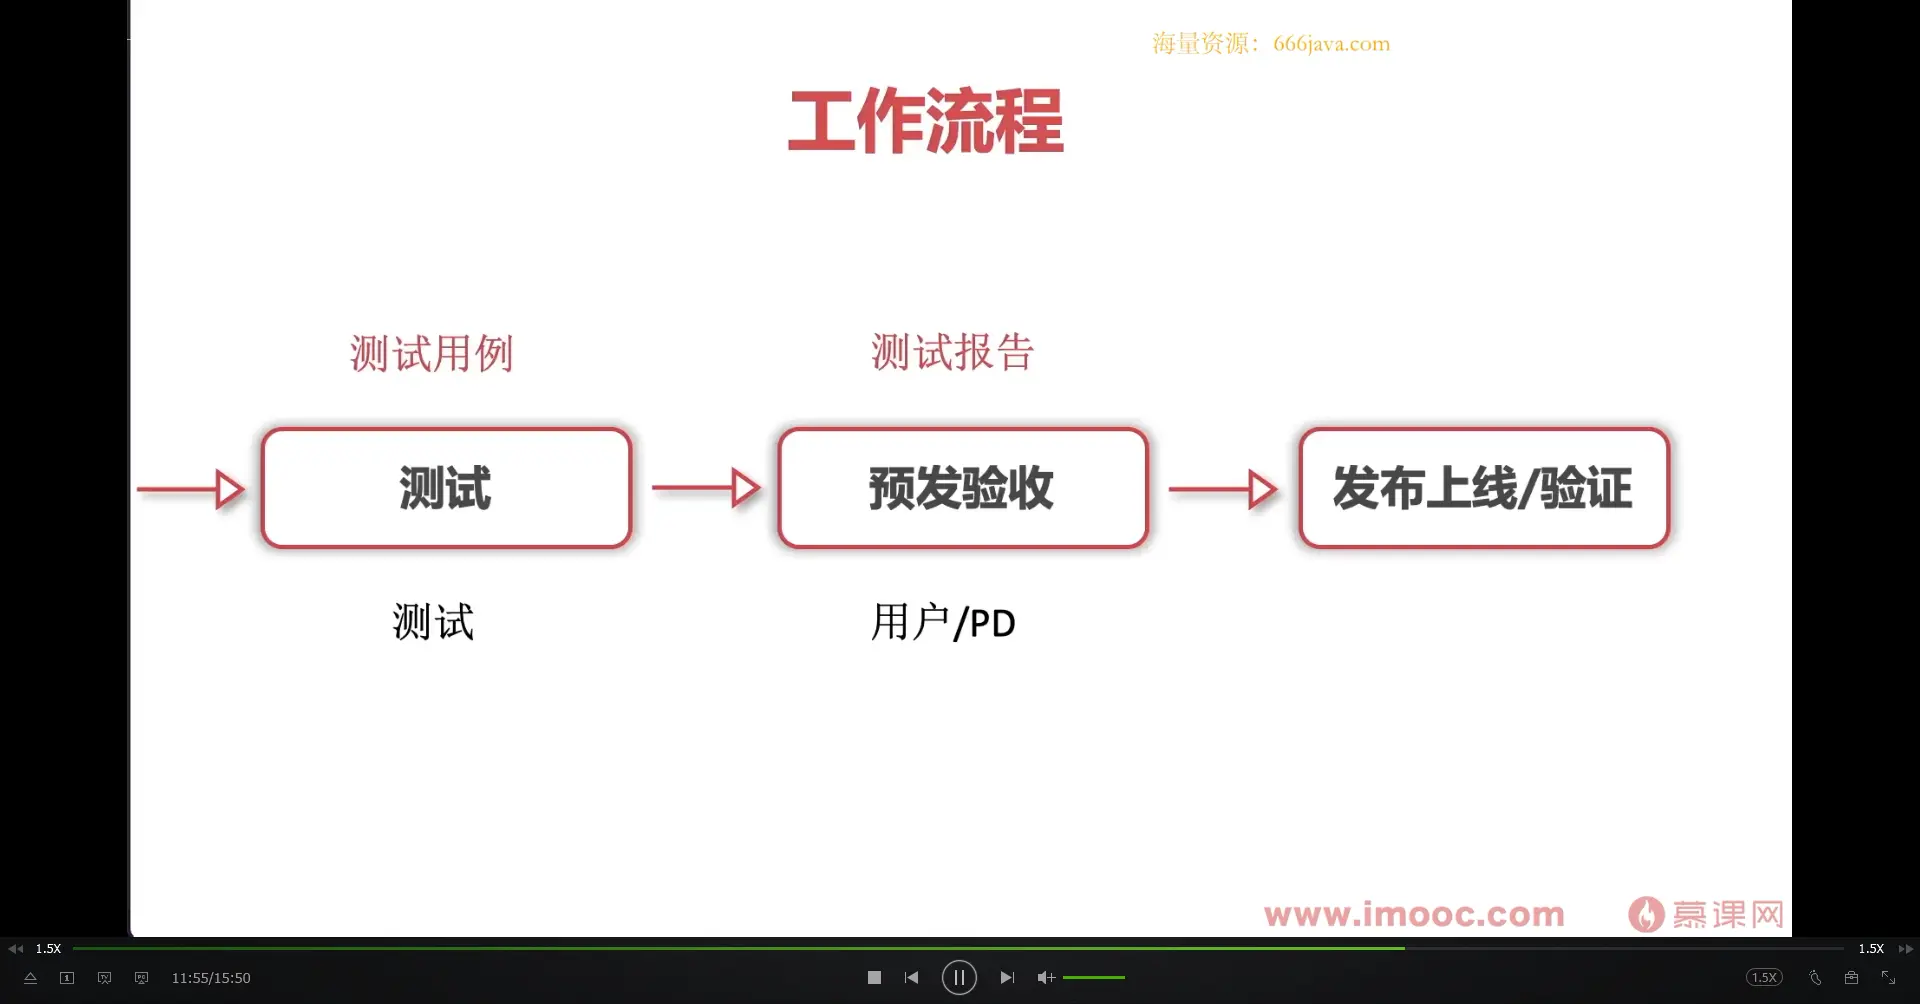 海量资源：666java.com
工作流程
测试用例
测试报告
测试
预发验收
发布上线/验证
测试
用户/PD
www.imooc.com
慕课网
1.5X
1.5X
11:55/15:50
1.5X